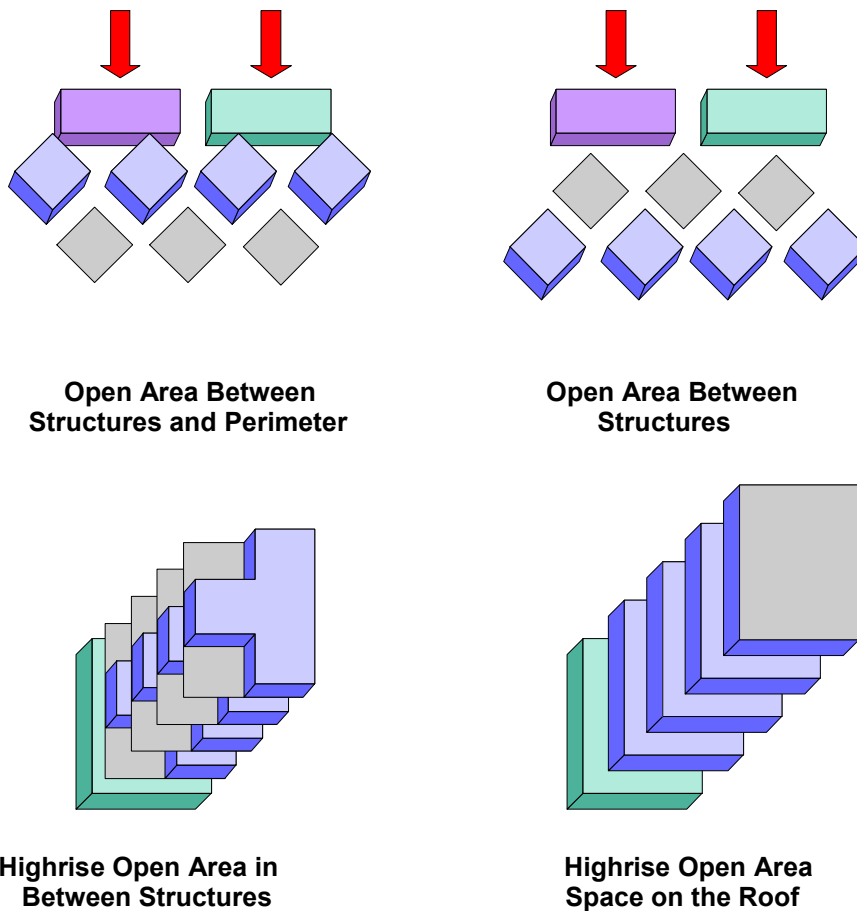 Open Area Between
Structures and Perimeter
Open Area Between
Structures
Highrise Open Area in
Between Structures
Highrise Open Area
Space on the Roof